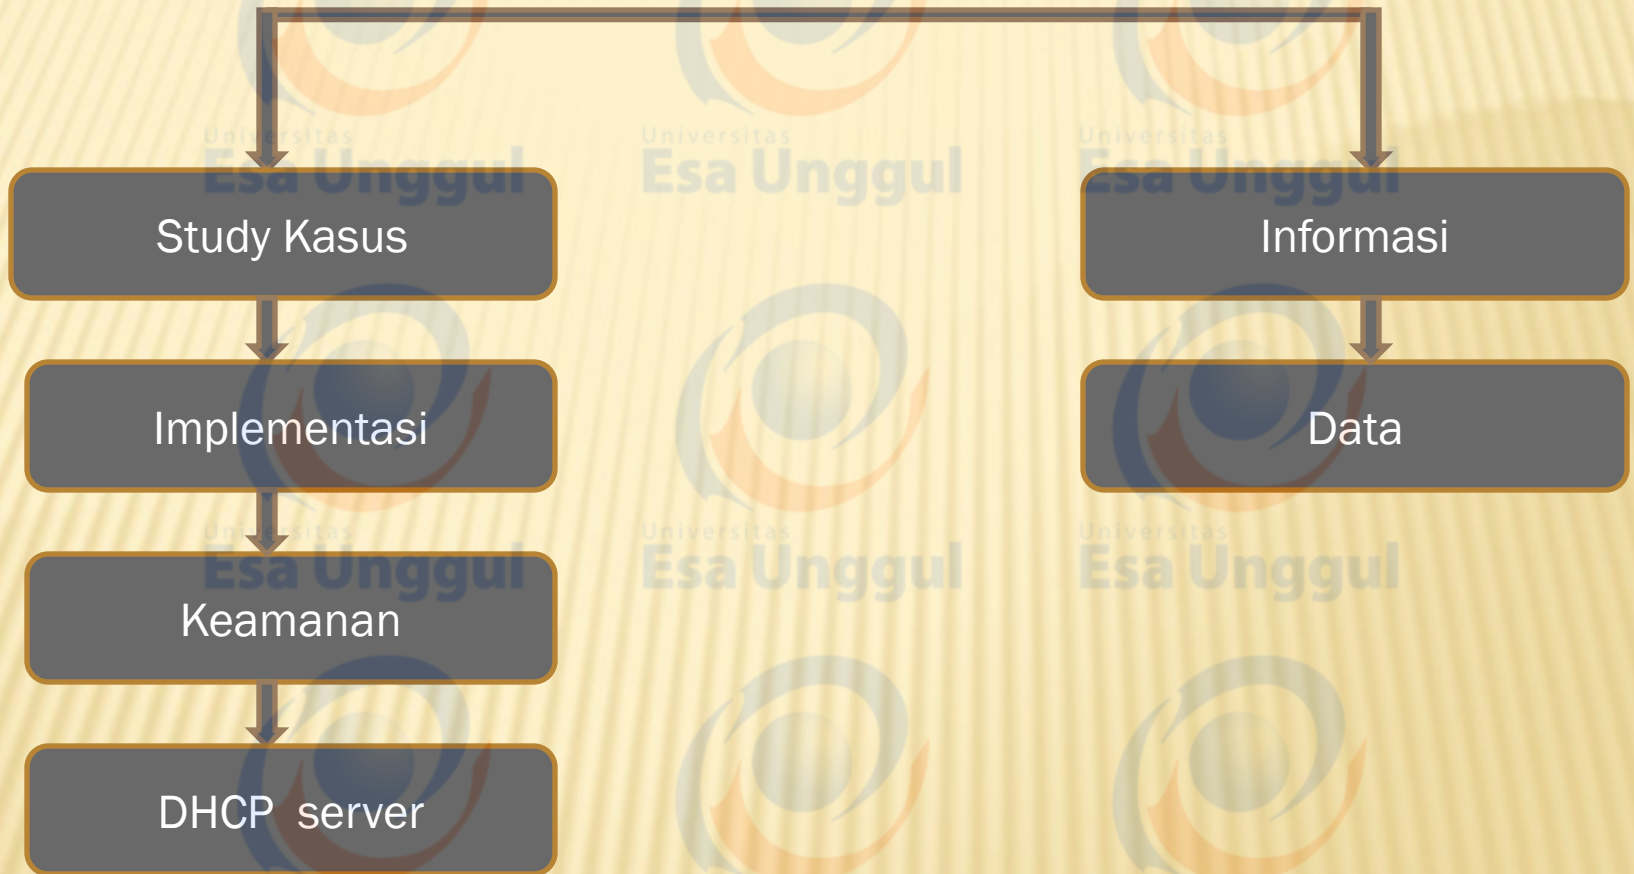 Universitas
Esa Unggul
Universitas
Esa Unggul
Universitas
Esa Unggul
Study Kasus
Informasi
Implementasi
Data
Universitas
Esa Unggul
Universitas
Esa Unggul
Universitas
Esa Unggul
Keamanan
DHCP server